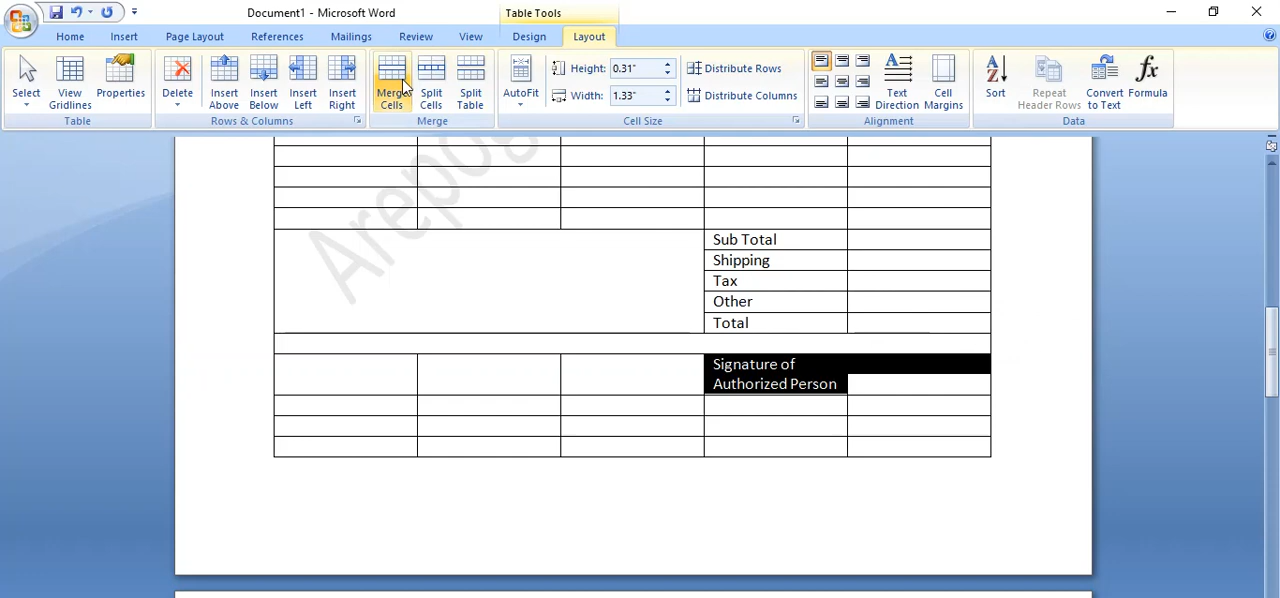 Document1 - Microsoft Word
Table Tools
Home Insert Page Layout References Mailings Review View Design Layout
Select
View Gridlines
Properties
Table
Delete
Insert Above
Insert Below
Insert Left
Insert Right
Rows & Columns
Merge Cells
Split Cells
Split Table
Merge
AutoFit
Height: 0.31"
Width: 1.33"
Distribute Rows
Distribute Columns
Cell Size
Text Direction
Cell Margins
Alignment
Sort
Repeat Header Rows
Convert to Text
Formula
Data
Sub Total
Shipping
Tax
Other
Total
Signature of
Authorized Person